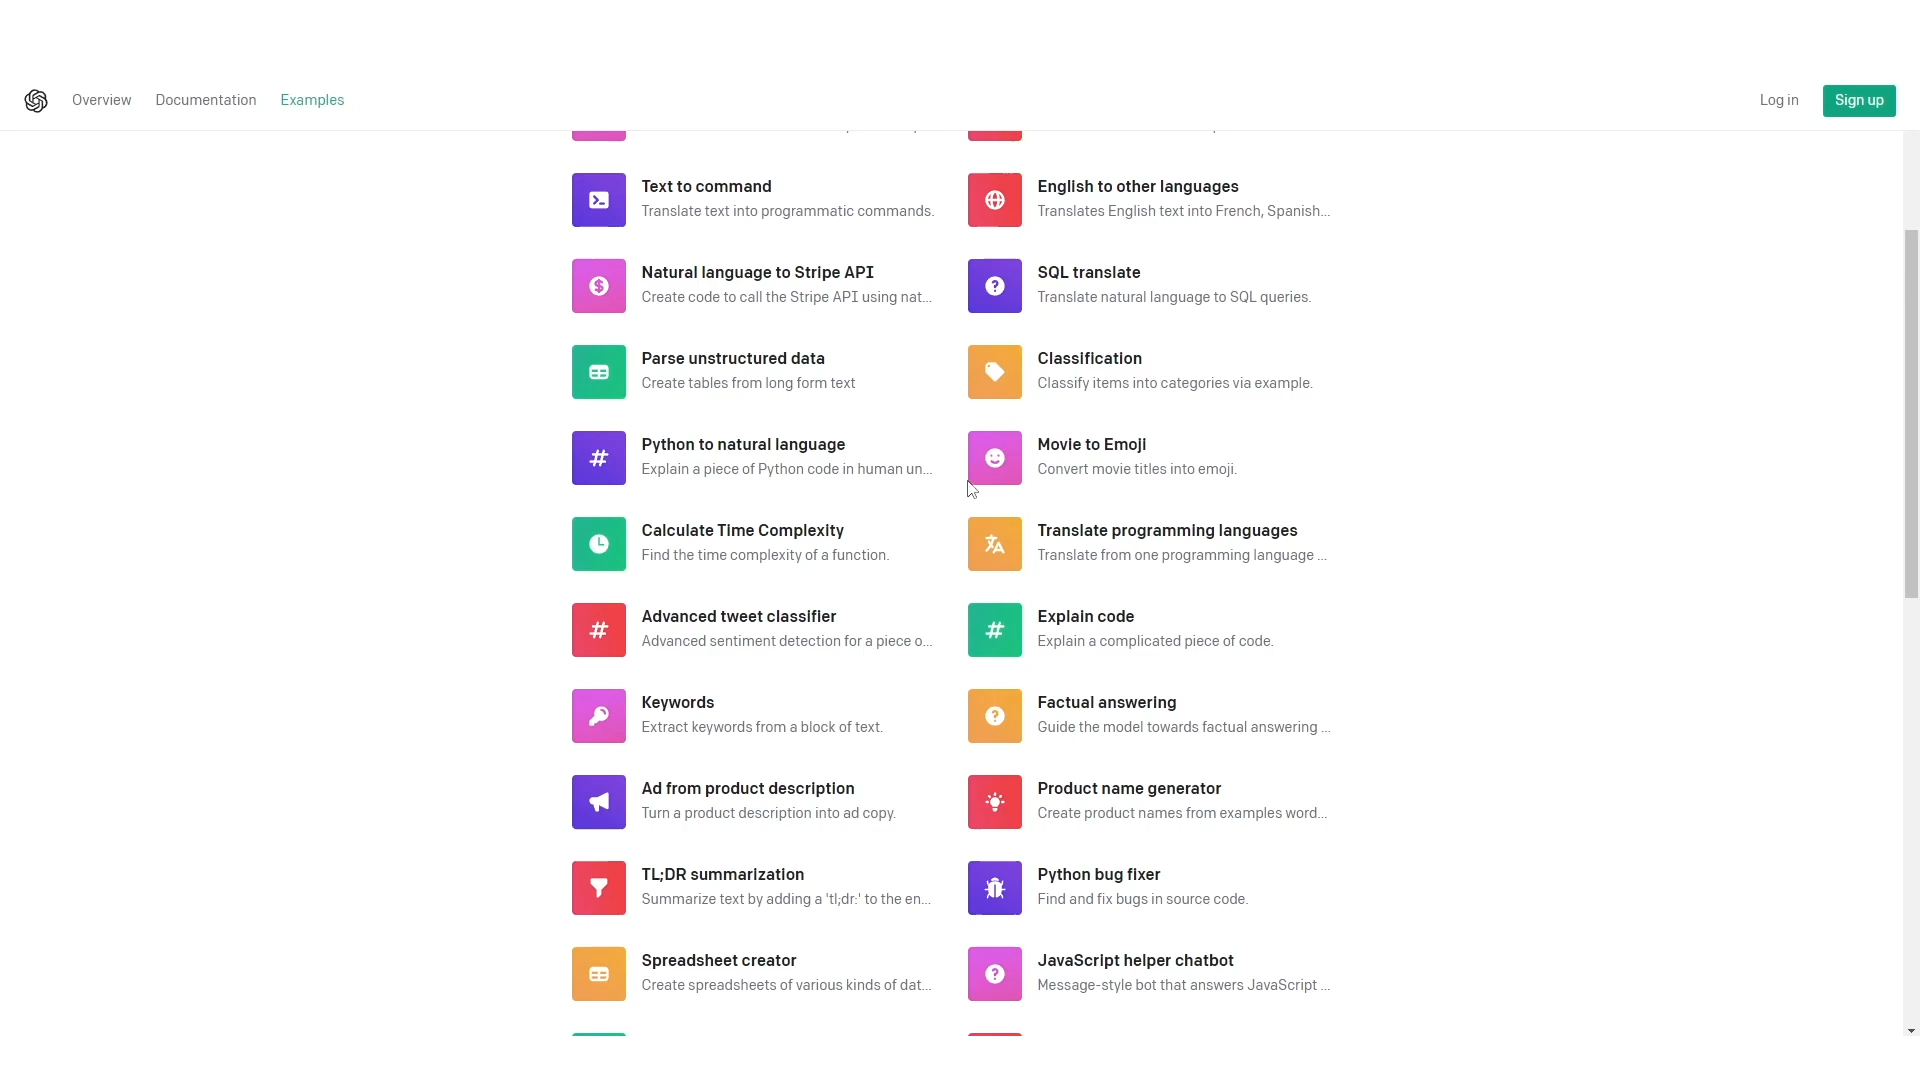 Overview Documentation Examples Log in Sign up
Text to command
Translate text into programmatic commands.
English to other languages
Translates English text into French, Spanish...
Natural language to Stripe API
Create code to call the Stripe API using nat...
SQL translate
Translate natural language to SQL queries.
Parse unstructured data
Create tables from long form text
Classification
Classify items into categories via example.
Python to natural language
Explain a piece of Python code in human un...
Movie to Emoji
Convert movie titles into emoji.
Calculate Time Complexity
Find the time complexity of a function.
Translate programming languages
Translate from one programming language ...
Advanced tweet classifier
Advanced sentiment detection for a piece o...
Explain code
Explain a complicated piece of code.
Keywords
Extract keywords from a block of text.
Factual answering
Guide the model towards factual answering ...
Ad from product description
Turn a product description into ad copy.
Product name generator
Create product names from examples word...
TL;DR summarization
Summarize text by adding a 'tl;dr:' to the en...
Python bug fixer
Find and fix bugs in source code.
Spreadsheet creator
Create spreadsheets of various kinds of dat...
JavaScript helper chatbot
Message-style bot that answers JavaScript ...